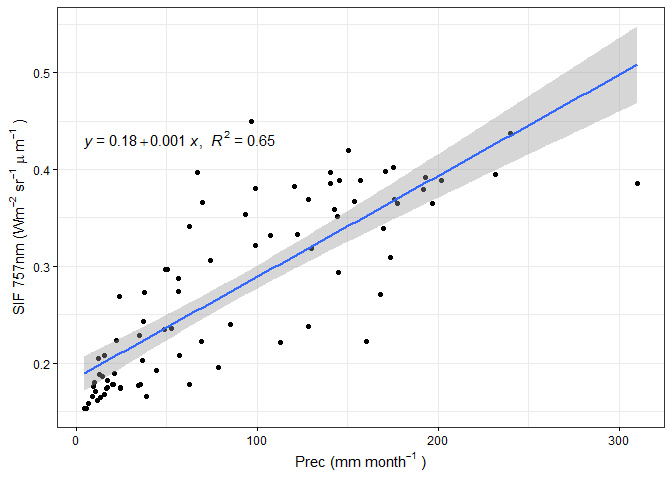 0.5
y = 0.18 + 0.001 x, R² = 0.65
0.4
0.3
0.2
SIF 757nm (Wm⁻² sr⁻¹ μ m⁻¹ )
0 100 200 300
Prec (mm month⁻¹ )